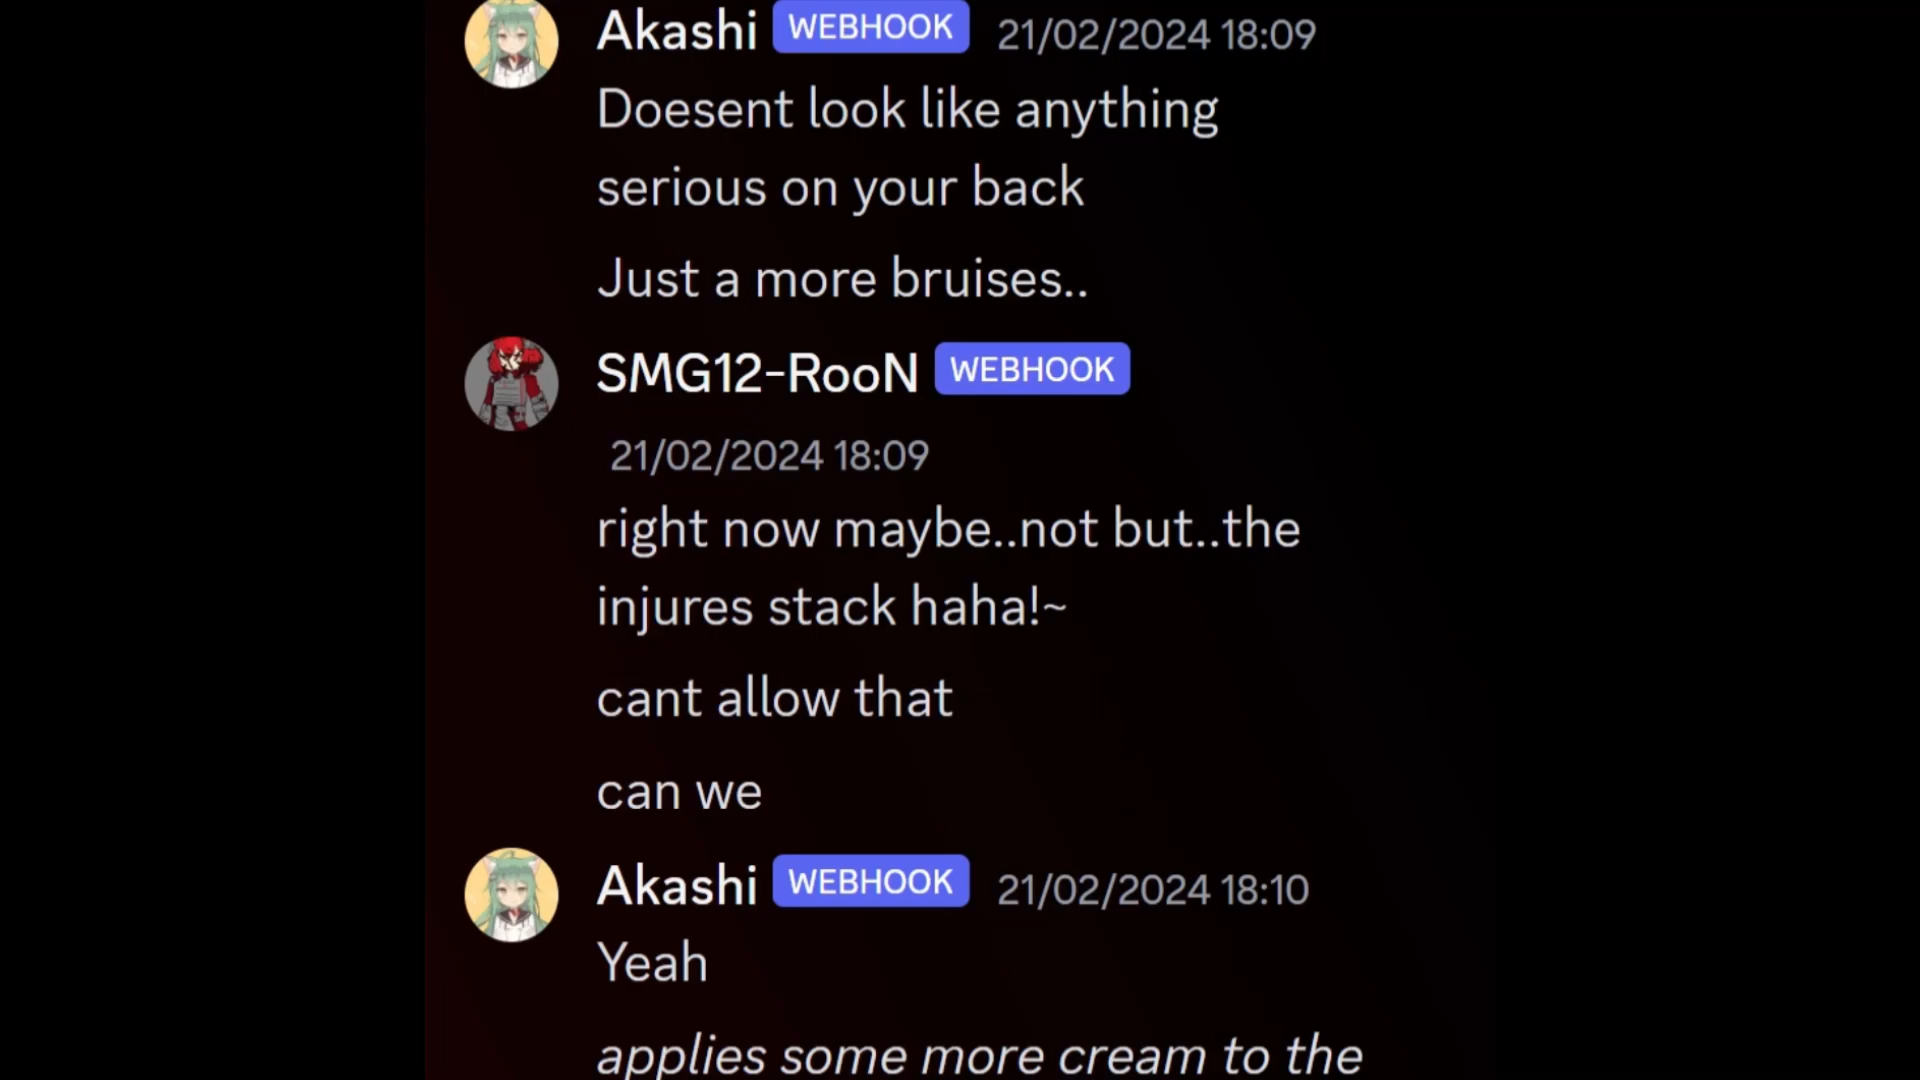 Akashi WEBHOOK 21/02/2024 18:09
Doesent look like anything
serious on your back
Just a more bruises..
SMG12-RooN WEBHOOK
21/02/2024 18:09
right now maybe..not but..the
injures stack haha!~
cant allow that
can we
Akashi WEBHOOK 21/02/2024 18:10
Yeah
applies some more cream to the